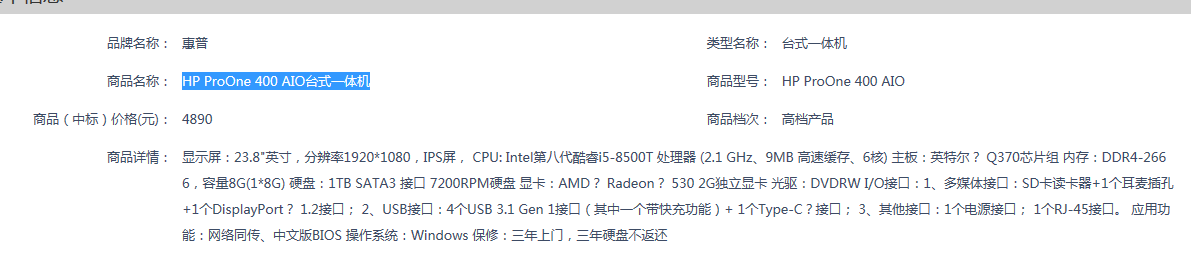 品牌名称： 惠普 类型名称： 台式一体机
商品名称： HP ProOne 400 AIO台式一体机 商品型号： HP ProOne 400 AIO
商品（中标）价格(元)： 4890 商品档次： 高档产品
商品详情： 显示屏：23.8"英寸，分辨率1920*1080，IPS屏， CPU: Intel第八代酷睿i5-8500T 处理器 (2.1 GHz、9MB 高速缓存、6核) 主板：英特尔？ Q370芯片组 内存：DDR4-266
6，容量8G(1*8G) 硬盘：1TB SATA3 接口 7200RPM硬盘 显卡：AMD？ Radeon？ 530 2G独立显卡 光驱：DVDRW I/O接口：1、多媒体接口：SD卡读卡器+1个耳麦插孔
+1个DisplayPort？ 1.2接口； 2、USB接口：4个USB 3.1 Gen 1接口（其中一个带快充功能）+ 1个Type-C？接口； 3、其他接口：1个电源接口； 1个RJ-45接口。 应用功
能：网络同传、中文版BIOS 操作系统：Windows 保修：三年上门，三年硬盘不返还